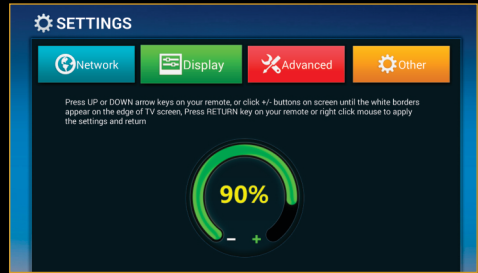 SETTINGS
Network Display Advanced Other
Press UP or DOWN arrow keys on your remote, or click +/- buttons on screen until the white borders
appear on the edge of TV screen, Press RETURN key on your remote or right click mouse to apply
the settings and return
90%
- +